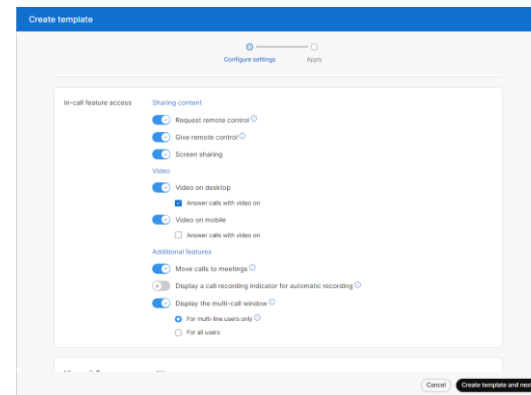 Create template
Configure settings
Apply
In-call feature access
Sharing content
Request remote control
Give remote control
Screen sharing
Video
Video on desktop
Answer calls with video on
Video on mobile
Answer calls with video on
Additional features
Move calls to meetings
Display a call recording indicator for automatic recording
Display the multi-call window
For multi-line users only
For all users
Cancel
Create template and next